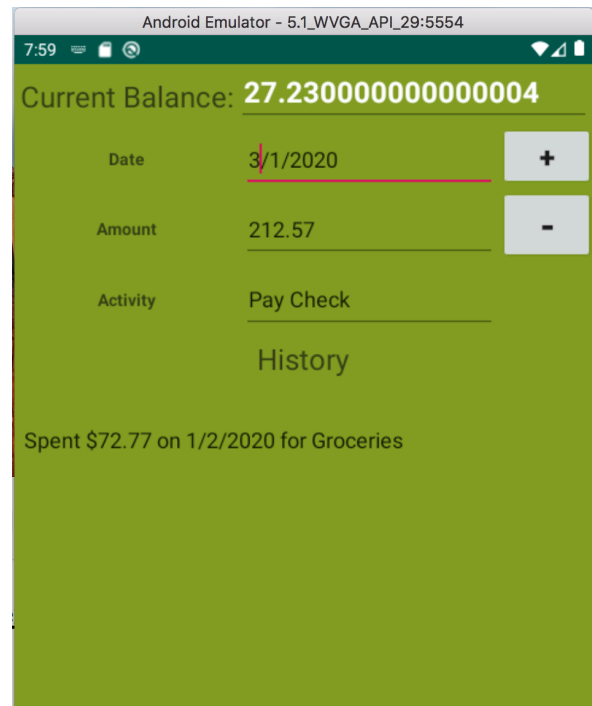 Android Emulator - 5.1_WVGA_API_29:5554
7:59
Current Balance: 27.230000000000004
Date 3/1/2020 +
Amount 212.57 -
Activity Pay Check
History
Spent $72.77 on 1/2/2020 for Groceries